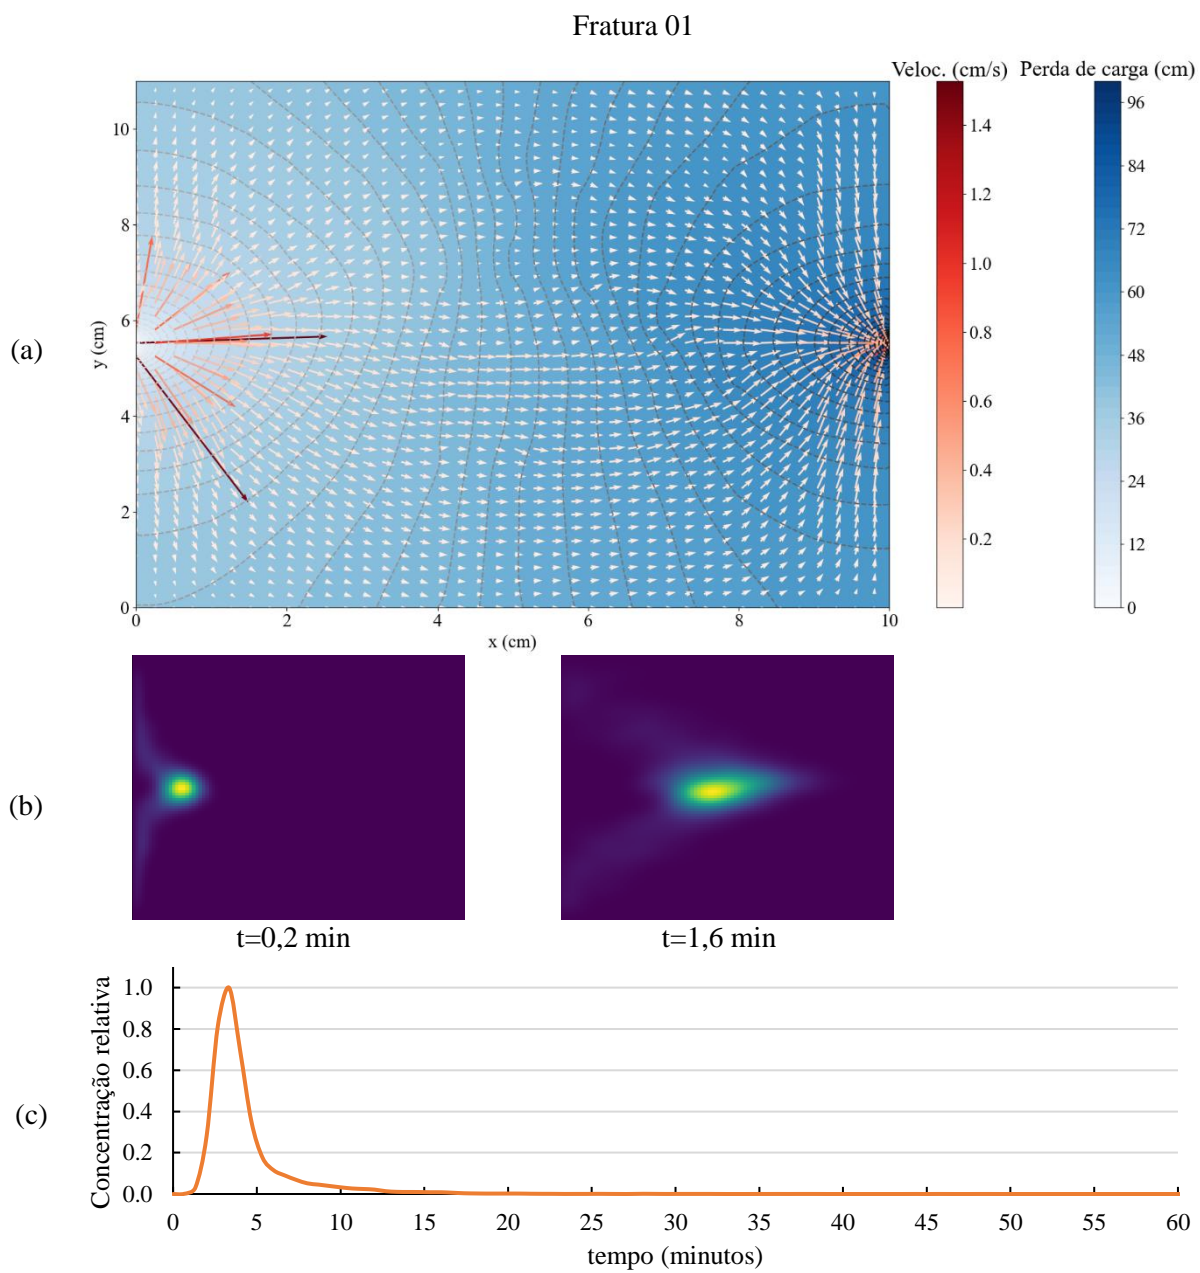 Fratura 01
Veloc. (cm/s) Perda de carga (cm)
(a)
y (cm)
10
8
6
4
2
0
0 2 4 6 8 10
x (cm)
1.4
1.2
1.0
0.8
0.6
0.4
0.2
96
84
72
60
48
36
24
12
0
(b)
t=0,2 min t=1,6 min
(c)
Concentração relativa
1.0
0.8
0.6
0.4
0.2
0.0
0 5 10 15 20 25 30 35 40 45 50 55 60
tempo (minutos)